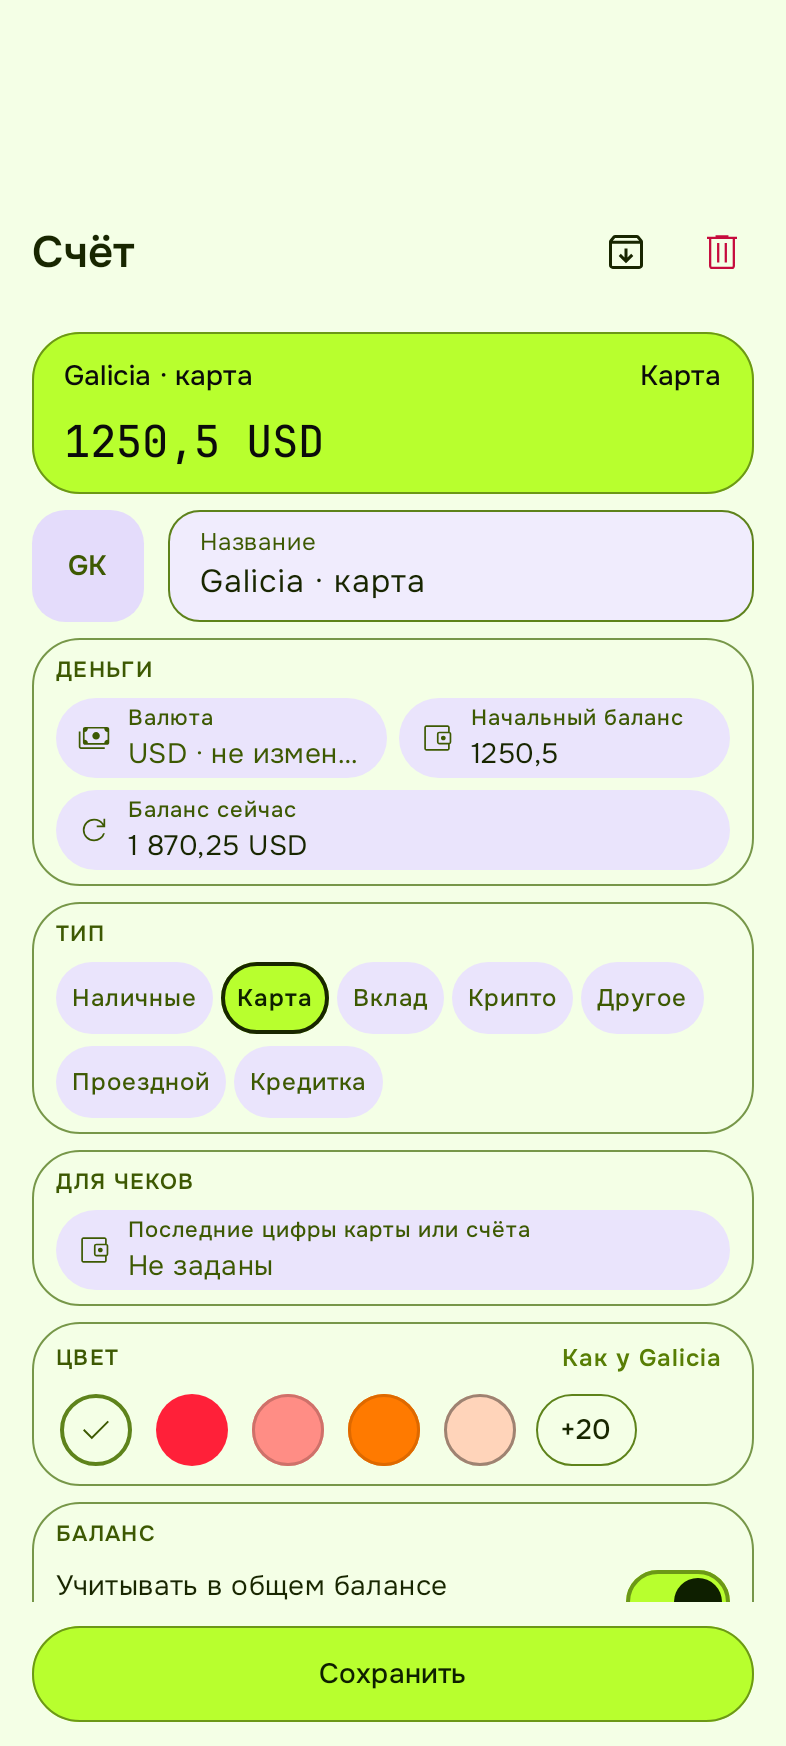 Счёт
Galicia · карта
Карта
1250,5 USD
GK
Название
Galicia · карта
ДЕНЬГИ
Валюта
USD · не измен…
Начальный баланс
1250,5
Баланс сейчас
1 870,25 USD
ТИП
Наличные
Карта
Вклад
Крипто
Другое
Проездной
Кредитка
ДЛЯ ЧЕКОВ
Последние цифры карты или счёта
Не заданы
ЦВЕТ
Как у Galicia
+20
БАЛАНС
Учитывать в общем балансе
Сохранить